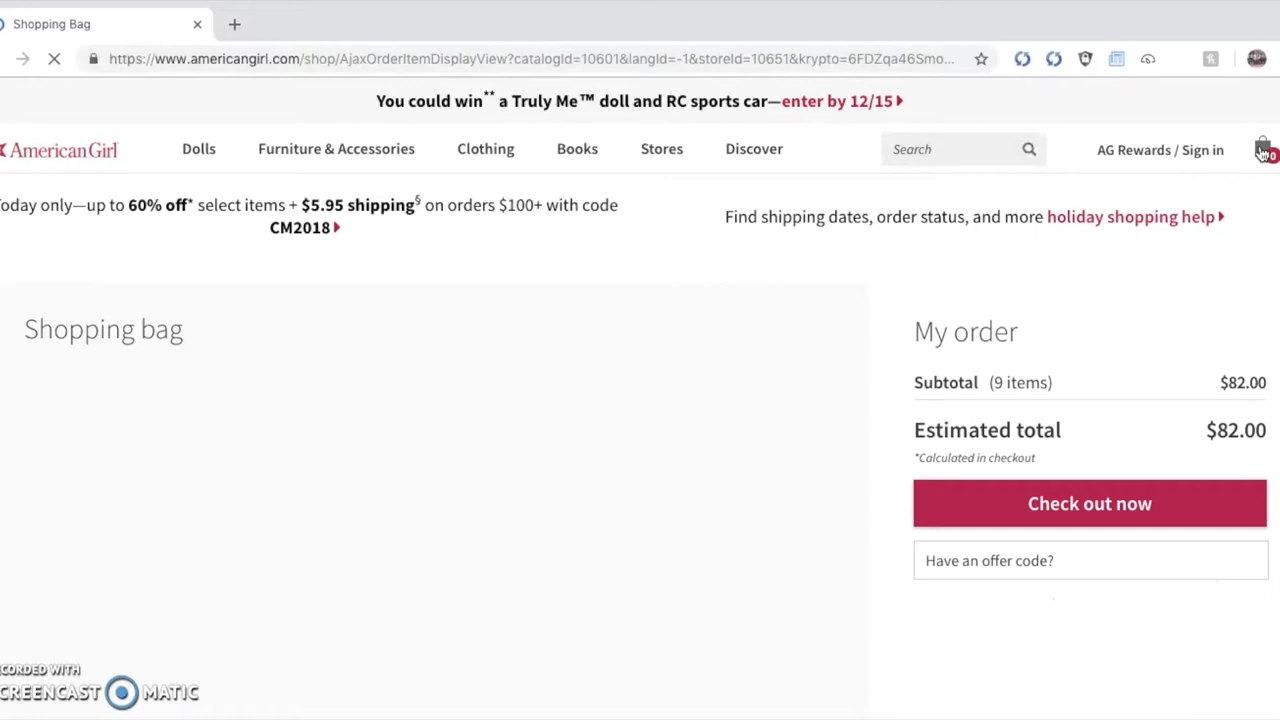 Shopping Bag
https://www.americangirl.com/shop/AjaxOrderItemDisplayView?catalogId=10601&langId=-1&storeId=10651&krypto=6FDZqa46Smo...
You could win** a Truly Me™ doll and RC sports car—enter by 12/15
AmericanGirl
Dolls
Furniture & Accessories
Clothing
Books
Stores
Discover
Search
AG Rewards / Sign in
0
oday only—up to 60% off* select items + $5.95 shipping§ on orders $100+ with code
CM2018
Find shipping dates, order status, and more holiday shopping help
Shopping bag
My order
Subtotal (9 items) $82.00
Estimated total $82.00
*Calculated in checkout
Check out now
Have an offer code?
CORDED WITH
CREENCAST MATIC